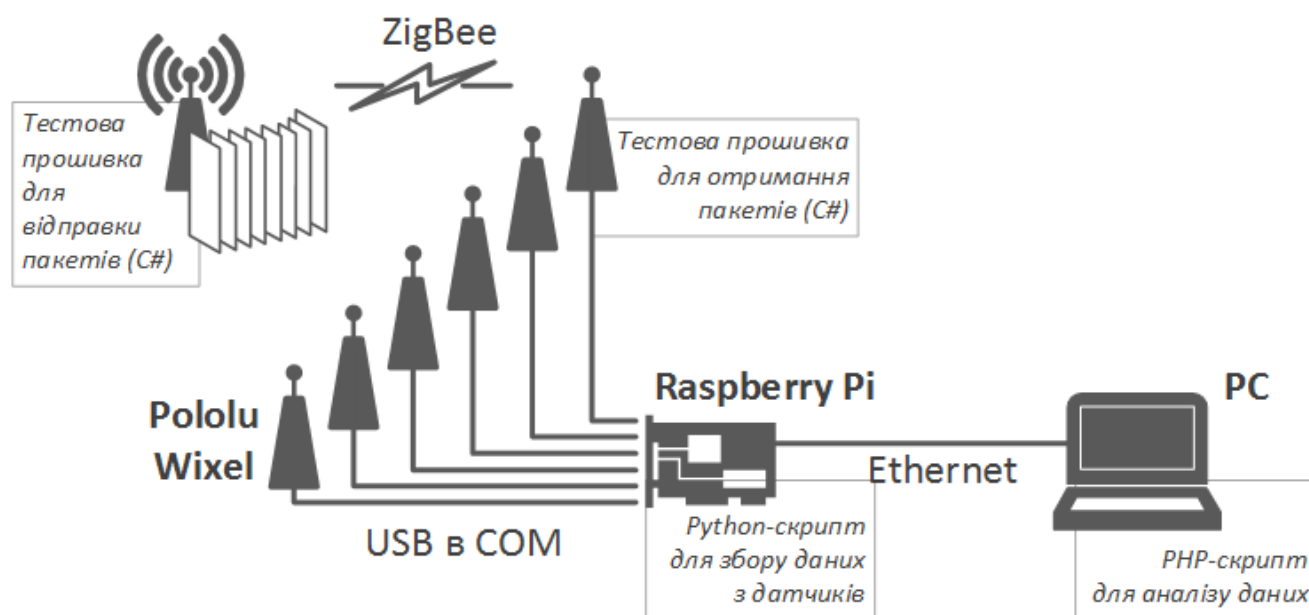 ZigBee
Тестова
прошивка
для
відправки
пакетів (C#)
Тестова прошивка
для отримання
пакетів (C#)
Pololu
Wixel
USB в COM
Raspberry Pi
Ethernet
PC
Python-скрипт
для збору даних
з датчиків
PHP-скрипт
для аналізу даних